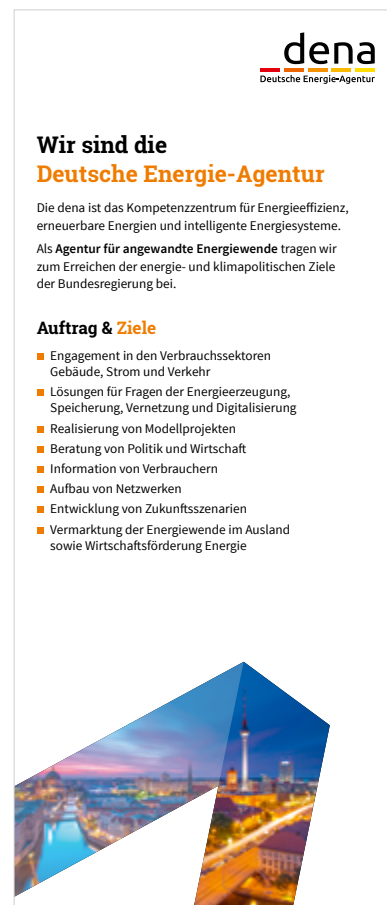 dena
Deutsche Energie-Agentur
Wir sind die
Deutsche Energie-Agentur
Die dena ist das Kompetenzzentrum für Energieeffizienz,
erneuerbare Energien und intelligente Energiesysteme.
Als Agentur für angewandte Energiewende tragen wir
zum Erreichen der energie- und klimapolitischen Ziele
der Bundesregierung bei.
Auftrag & Ziele
Engagement in den Verbrauchssektoren
Gebäude, Strom und Verkehr
Lösungen für Fragen der Energieerzeugung,
Speicherung, Vernetzung und Digitalisierung
Realisierung von Modellprojekten
Beratung von Politik und Wirtschaft
Information von Verbrauchern
Aufbau von Netzwerken
Entwicklung von Zukunftsszenarien
Vermarktung der Energiewende im Ausland
sowie Wirtschaftsförderung Energie